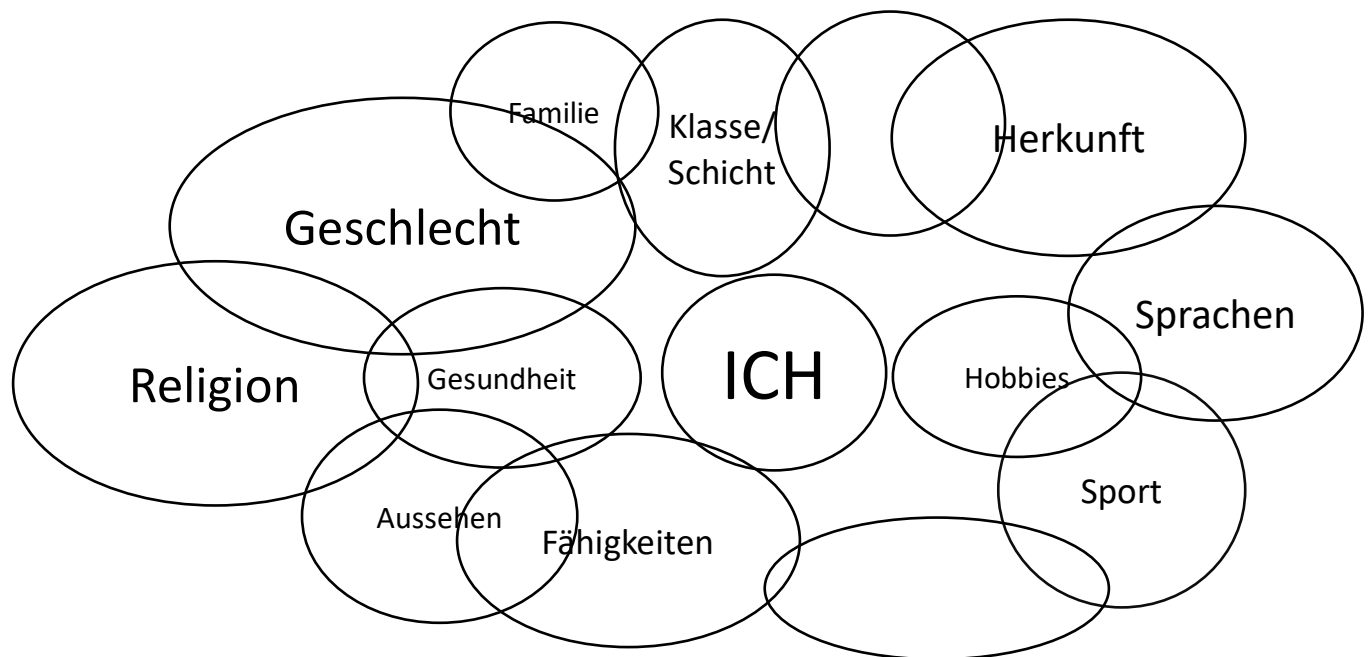 Familie
Klasse/
Schicht
Herkunft
Geschlecht
Sprachen
Religion
Gesundheit
ICH
Hobbies
Aussehen
Fähigkeiten
Sport